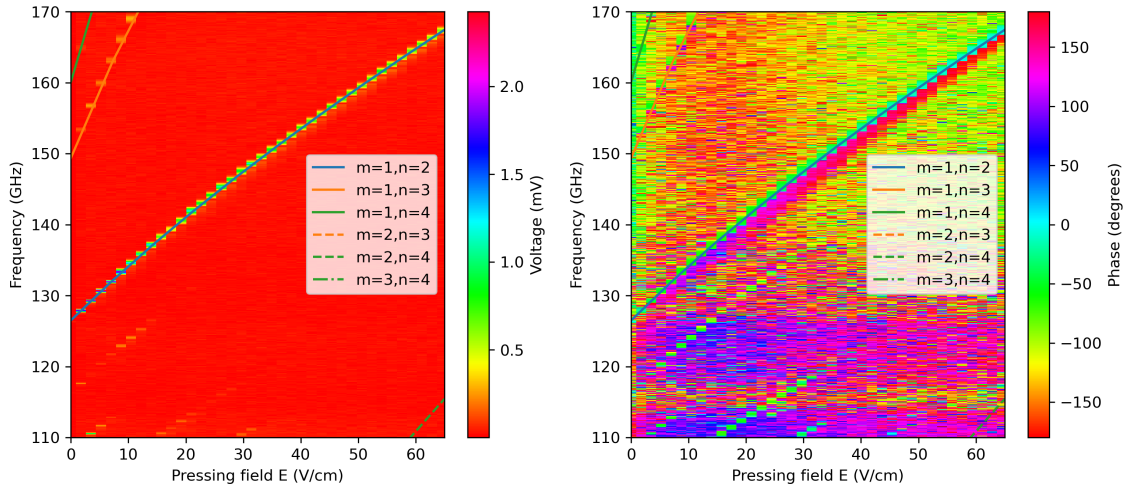 170
160
150
140
130
120
110
Frequency (GHz)
0 10 20 30 40 50 60
Pressing field E (V/cm)
m=1,n=2
m=1,n=3
m=1,n=4
m=2,n=3
m=2,n=4
m=3,n=4
2.0
1.5
1.0
0.5
Voltage (mV)
170
160
150
140
130
120
110
Frequency (GHz)
0 10 20 30 40 50 60
Pressing field E (V/cm)
m=1,n=2
m=1,n=3
m=1,n=4
m=2,n=3
m=2,n=4
m=3,n=4
150
100
50
0
−50
−100
−150
Phase (degrees)